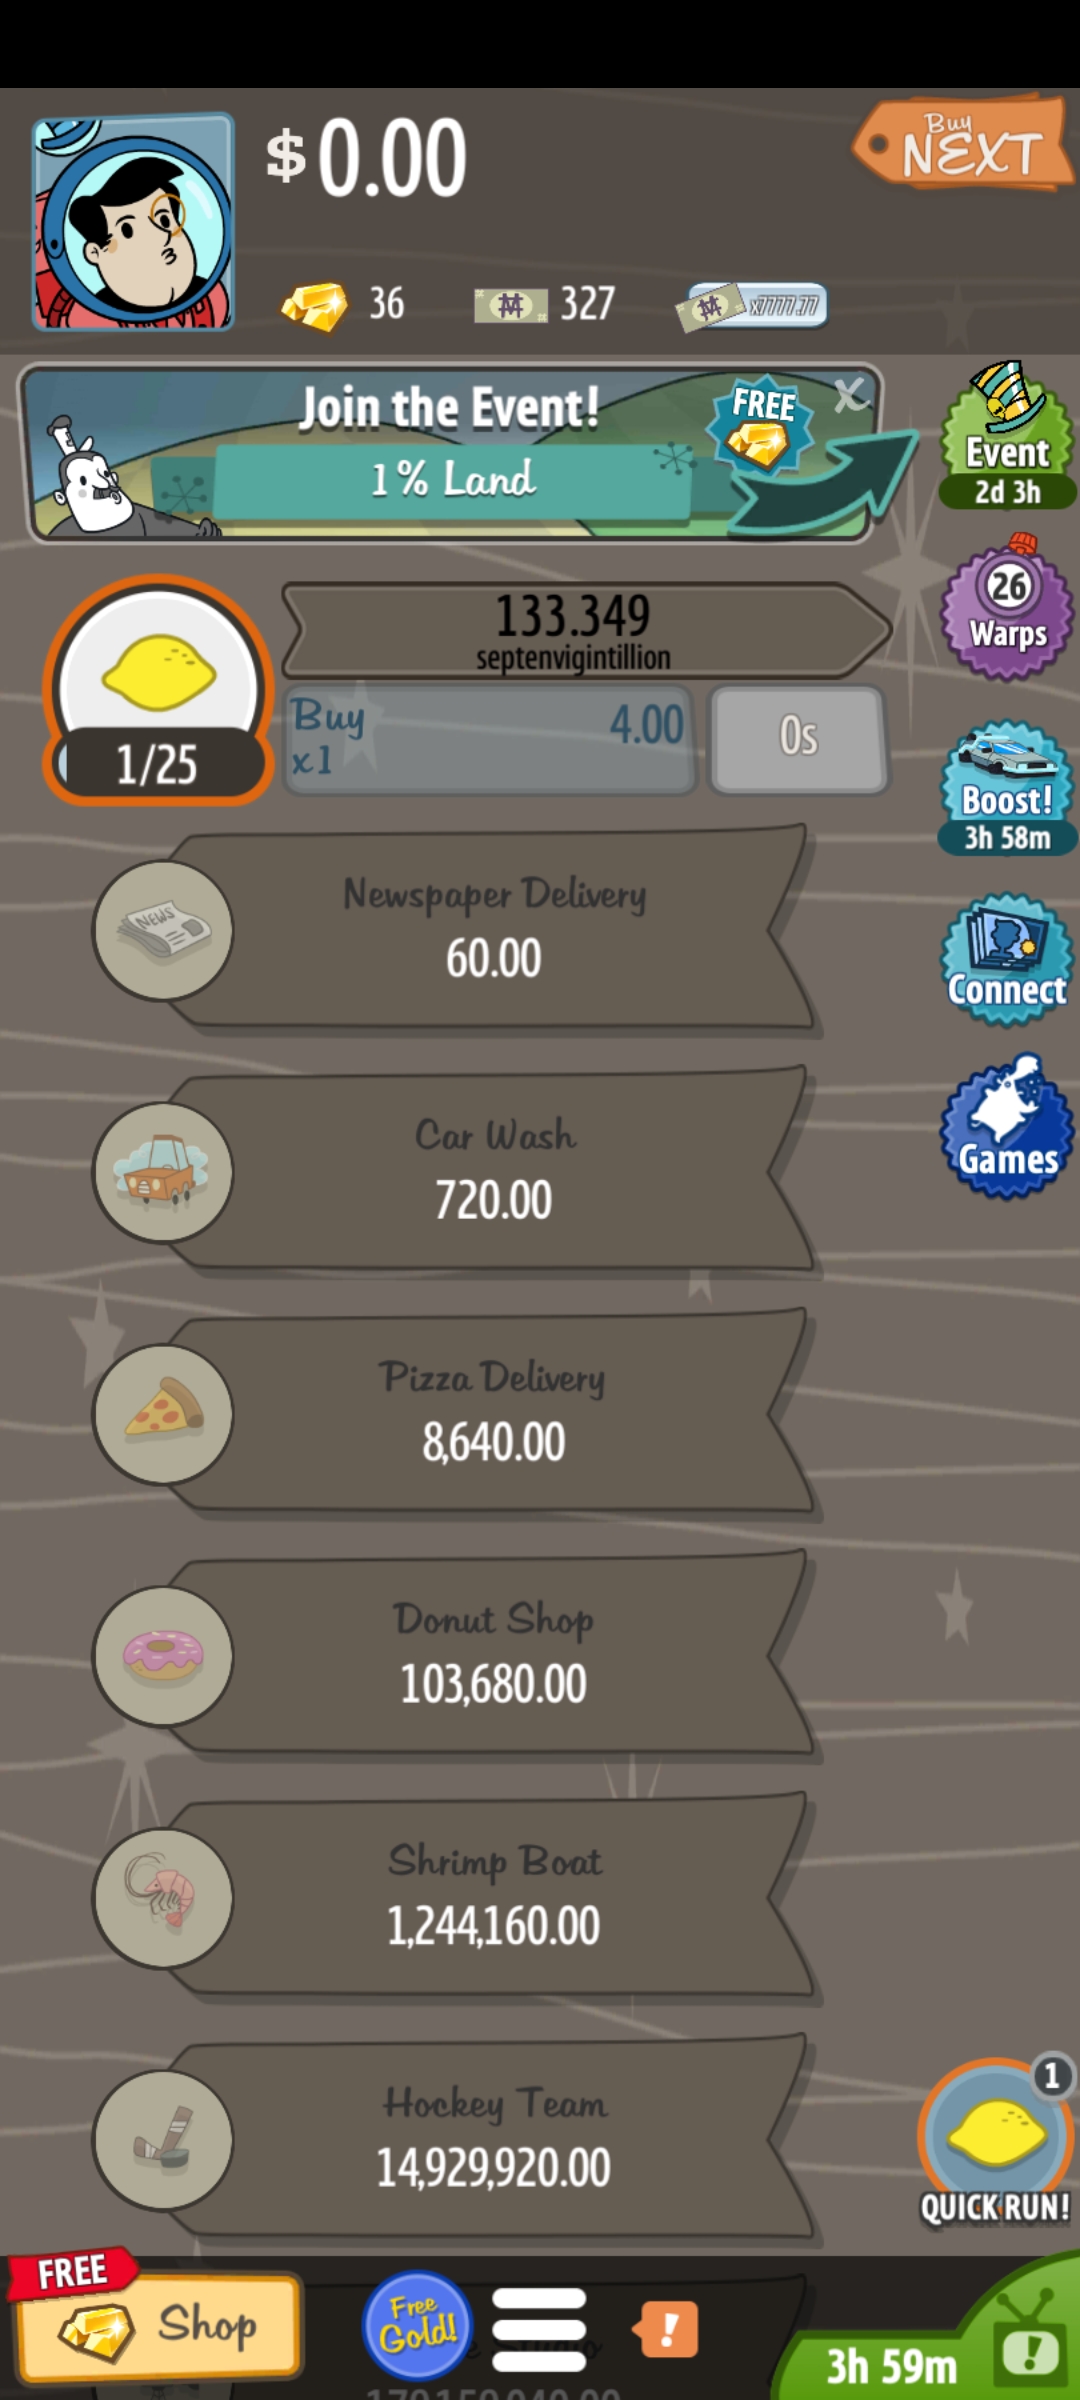 $0.00
Buy
NEXT
36
327
x7777.77
Join the Event!
1% Land
FREE
X
Event
2d 3h
26
Warps
133.349
septenvigintillion
1/25
Buy
x1
4.00
0s
Boost!
3h 58m
NEWS
Newspaper Delivery
60.00
Connect
Car Wash
720.00
Games
Pizza Delivery
8,640.00
Donut Shop
103,680.00
Shrimp Boat
1,244,160.00
Hockey Team
14,929,920.00
1
QUICK RUN!
FREE
Shop
Free
Gold!
!
3h 59m
!